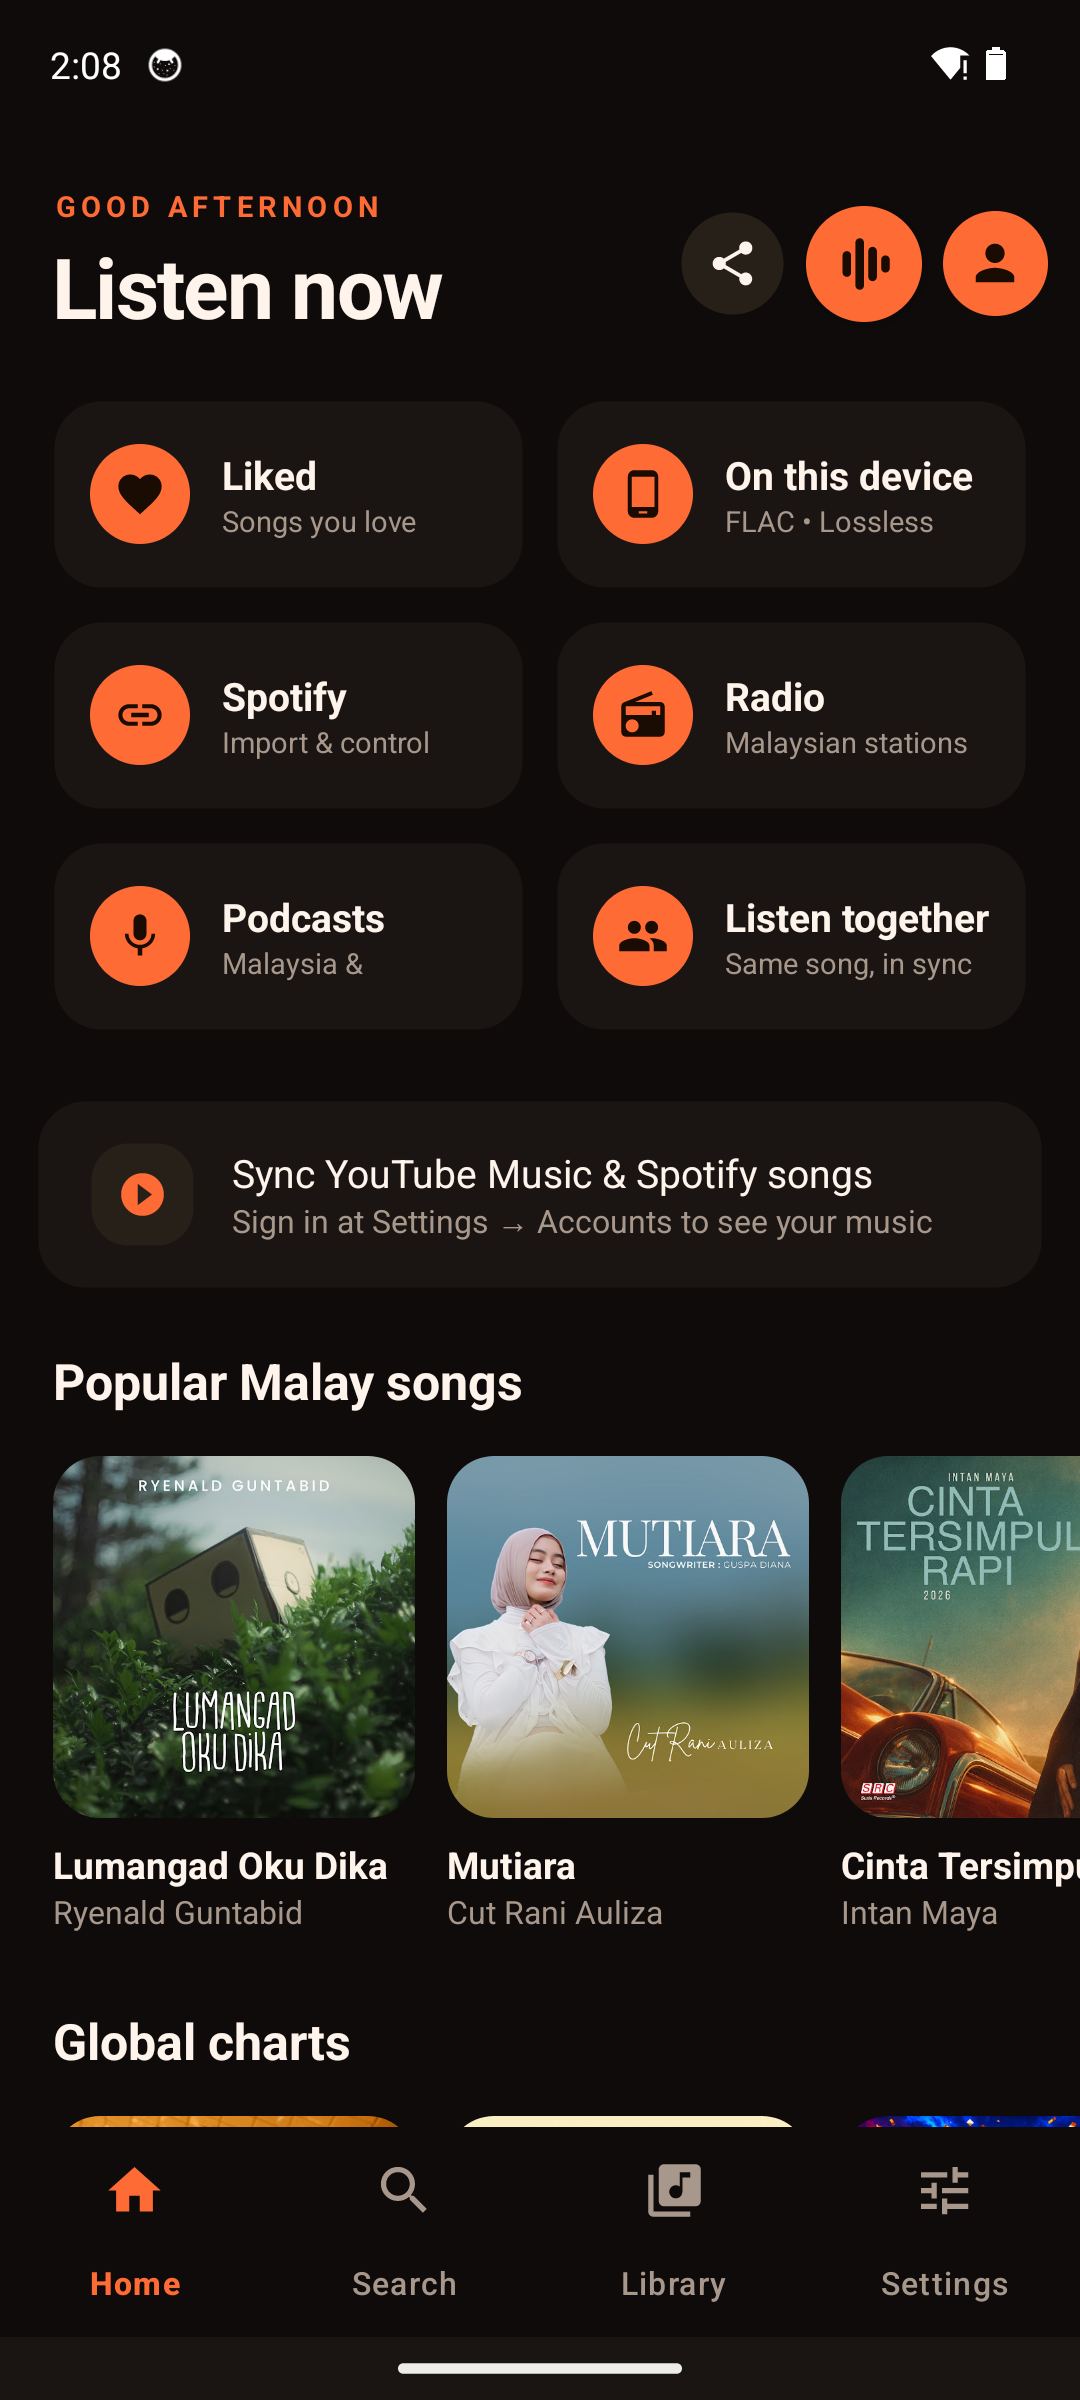 2:08
GOOD AFTERNOON
Listen now
Liked
Songs you love
On this device
FLAC • Lossless
Spotify
Import & control
Radio
Malaysian stations
Podcasts
Malaysia &
Listen together
Same song, in sync
Sync YouTube Music & Spotify songs
Sign in at Settings → Accounts to see your music
Popular Malay songs
RYENALD GUNTABID
LUMANGAD
OKU DIKA
MUTIARA
SONGWRITER : GUSPA DIANA
Cut Rani AULIZA
INTAN MAYA
CINTA
TERSIMPUL
RAPI
2026
SRC
Suria Records
Lumangad Oku Dika
Ryenald Guntabid
Mutiara
Cut Rani Auliza
Cinta Tersimpu
Intan Maya
Global charts
Home
Search
Library
Settings